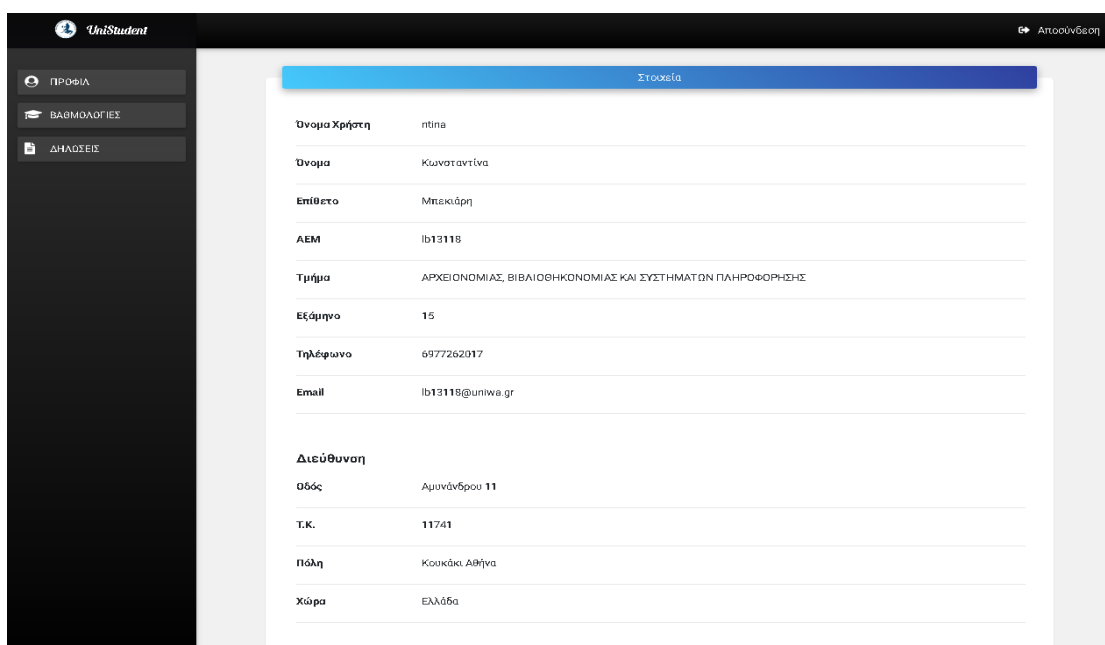 UniStudent
Αποσύνδεση
ΠΡΟΦΙΛ
ΒΑΘΜΟΛΟΓΙΕΣ
ΔΗΛΩΣΕΙΣ
Στοιχεία
Όνομα Χρήστη ntina
Όνομα Κωνσταντίνα
Επίθετο Μπεκιάρη
ΑΕΜ lb13118
Τμήμα ΑΡΧΕΙΟΝΟΜΙΑΣ, ΒΙΒΛΙΟΘΗΚΟΝΟΜΙΑΣ ΚΑΙ ΣΥΣΤΗΜΑΤΩΝ ΠΛΗΡΟΦΟΡΗΣΗΣ
Εξάμηνο 15
Τηλέφωνο 6977262017
Email lb13118@uniwa.gr
Διεύθυνση
Οδός Αμυνάνδρου 11
Τ.Κ. 11741
Πόλη Κουκάκι Αθήνα
Χώρα Ελλάδα